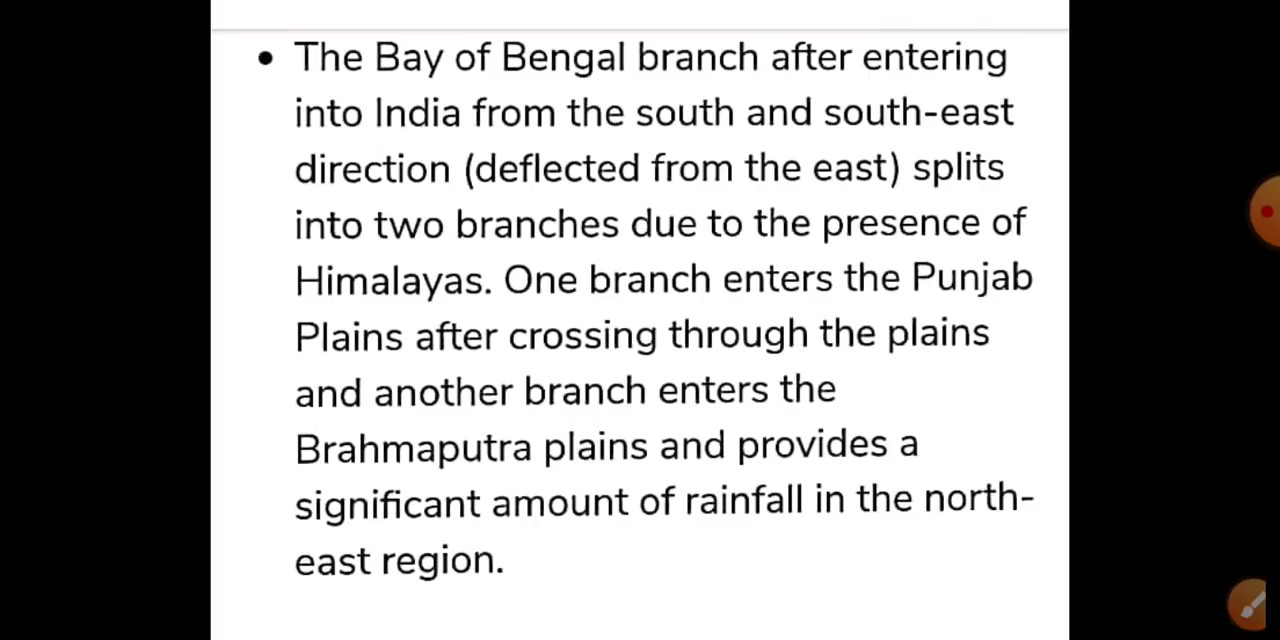 • The Bay of Bengal branch after entering
into India from the south and south-east
direction (deflected from the east) splits
into two branches due to the presence of
Himalayas. One branch enters the Punjab
Plains after crossing through the plains
and another branch enters the
Brahmaputra plains and provides a
significant amount of rainfall in the north-
east region.